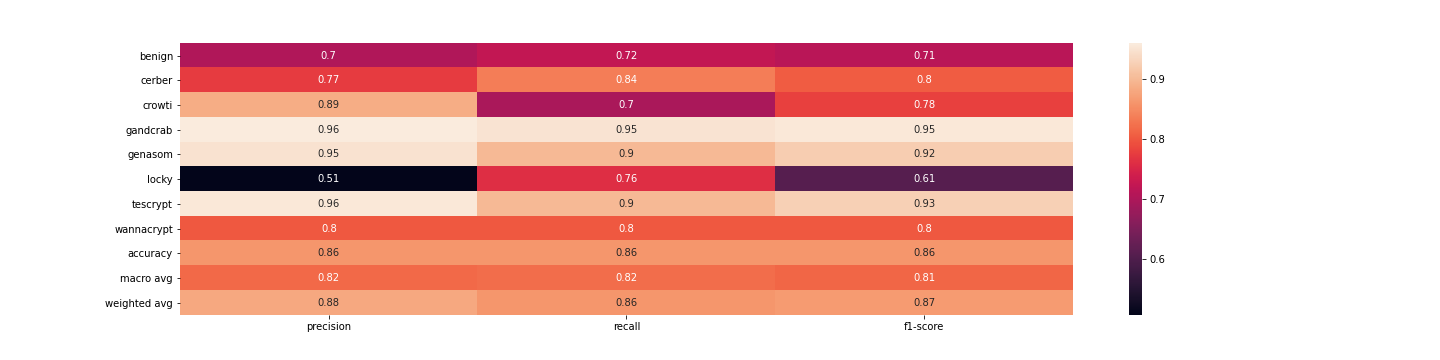 benign 0.7 0.72 0.71
cerber 0.77 0.84 0.8
crowti 0.89 0.7 0.78
gandcrab 0.96 0.95 0.95
genasom 0.95 0.9 0.92
locky 0.51 0.76 0.61
tescrypt 0.96 0.9 0.93
wannacrypt 0.8 0.8 0.8
accuracy 0.86 0.86 0.86
macro avg 0.82 0.82 0.81
weighted avg 0.88 0.86 0.87
precision recall f1-score
0.9
0.8
0.7
0.6